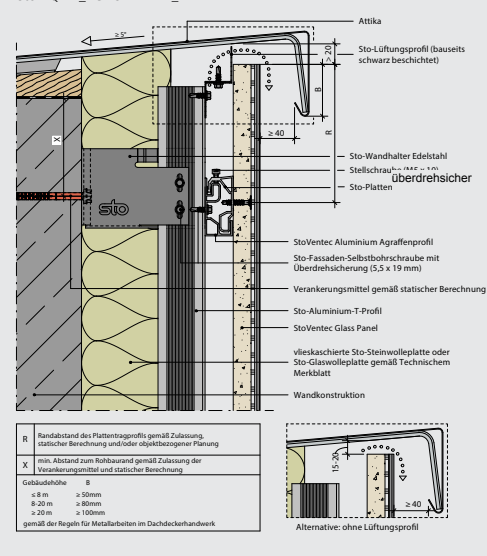 ≥ 5°
Attika
Sto-Lüftungsprofil (bauseits
schwarz beschichtet)
≥ 20
B
R
≥ 40
X
Sto-Wandhalter Edelstahl
überdrehsicher
Sto-Platten
sto
StoVentec Aluminium Agraffenprofil
Sto-Fassaden-Selbstbohrschraube mit
Überdrehsicherung (5,5 x 19 mm)
Verankerungsmittel gemäß statischer Berechnung
Sto-Aluminium-T-Profil
StoVentec Glass Panel
vlieskaschierte Sto-Steinwolleplatte oder
Sto-Glaswolleplatte gemäß Technischem
Merkblatt
Wandkonstruktion
R Randabstand des Plattentragprofils gemäß Zulassung,
statischer Berechnung und/oder objektbezogener Planung
X min. Abstand zum Rohbaurand gemäß Zulassung der
Verankerungsmittel und statischer Berechnung
Gebäudehöhe B
≤ 8 m ≥ 50mm
8-20 m ≥ 80mm
≥ 20 m ≥ 100mm
gemäß der Regeln für Metallarbeiten im Dachdeckerhandwerk
15-20
≥ 40
Alternative: ohne Lüftungsprofil